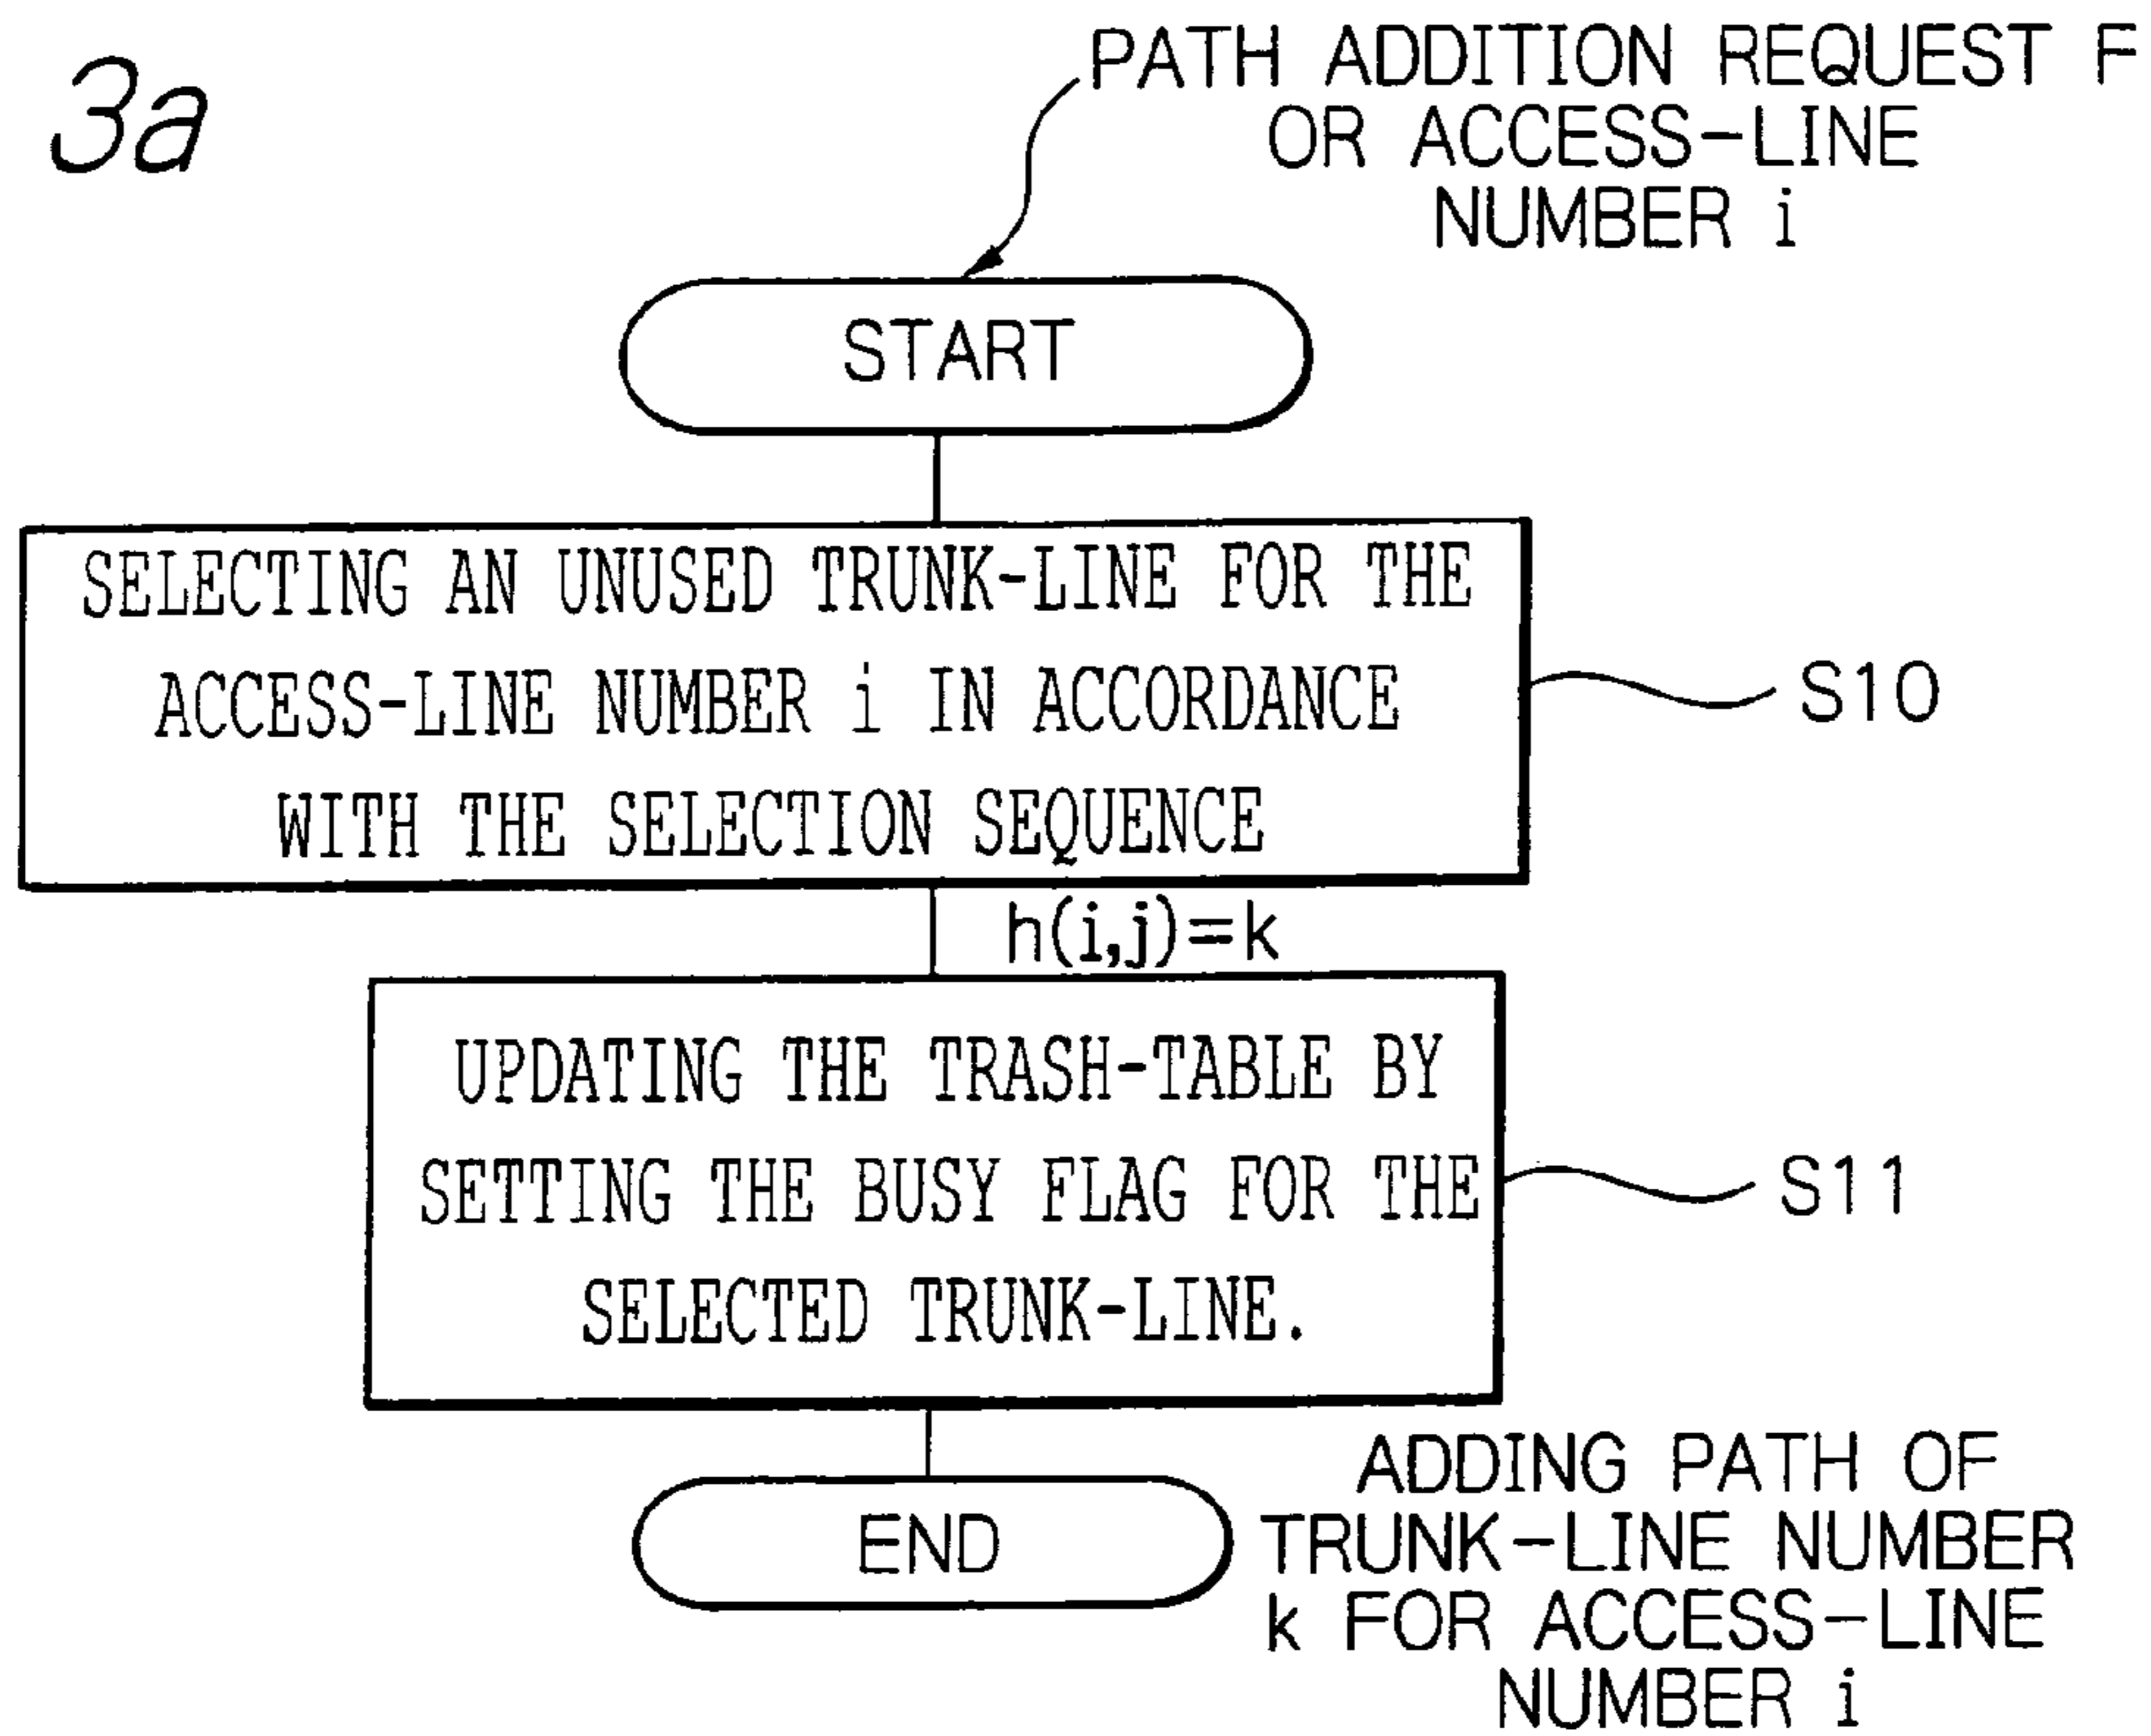 3a
PATH ADDITION REQUEST F
OR ACCESS-LINE
NUMBER i
START
SELECTING AN UNUSED TRUNK-LINE FOR THE
ACCESS-LINE NUMBER i IN ACCORDANCE
WITH THE SELECTION SEQUENCE
S10
h(i,j)=k
UPDATING THE TRASH-TABLE BY
SETTING THE BUSY FLAG FOR THE
SELECTED TRUNK-LINE.
S11
END
ADDING PATH OF
TRUNK-LINE NUMBER
k FOR ACCESS-LINE
NUMBER i